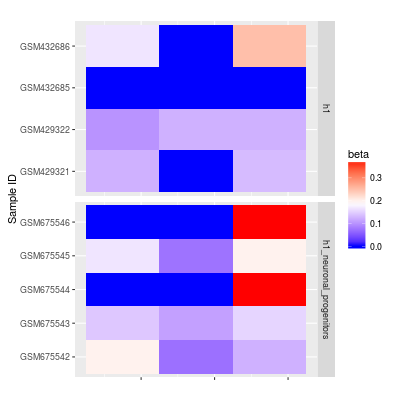 GSM432686
GSM432685
GSM429322
GSM429321
h1
Sample ID
GSM675546
GSM675545
GSM675544
GSM675543
GSM675542
h1_neuronal_progenitors
beta
0.3
0.2
0.1
0.0